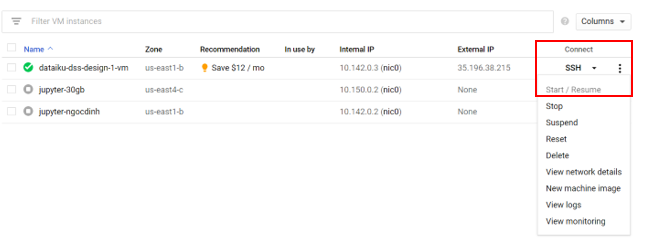 Filter VM instances
Columns
Name Zone Recommendation In use by Internal IP External IP Connect
dataiku-dss-design-1-vm us-east1-b Save $12 / mo 10.142.0.3 (nic0) 35.196.38.215 SSH
jupyter-30gb us-east4-c 10.150.0.2 (nic0) None Start / Resume
jupyter-ngocdinh us-east1-b 10.142.0.2 (nic0) None Stop
Suspend
Reset
Delete
View network details
New machine image
View logs
View monitoring